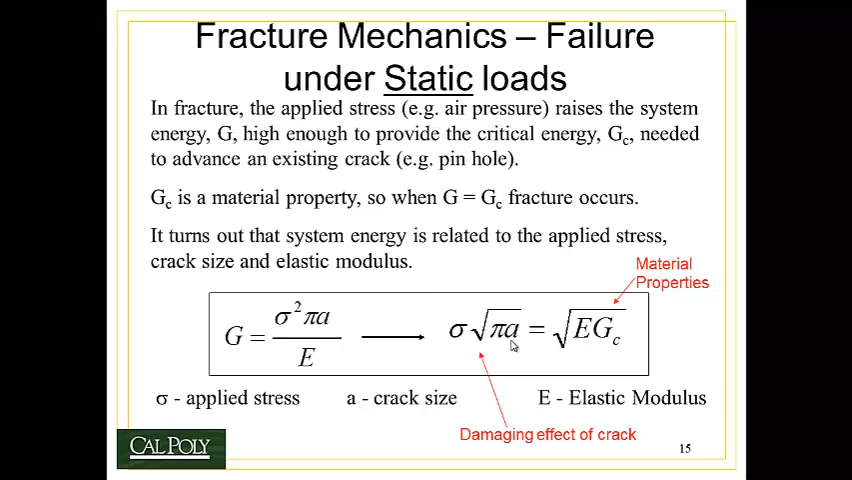 Fracture Mechanics – Failure
under Static loads
In fracture, the applied stress (e.g. air pressure) raises the system
energy, G, high enough to provide the critical energy, Gc, needed
to advance an existing crack (e.g. pin hole).
Gc is a material property, so when G = Gc fracture occurs.
It turns out that system energy is related to the applied stress,
crack size and elastic modulus.
Material
Properties
G = σ²πa / E → σ√πa = √EGc
σ - applied stress a - crack size E - Elastic Modulus
Damaging effect of crack
CAL POLY
15